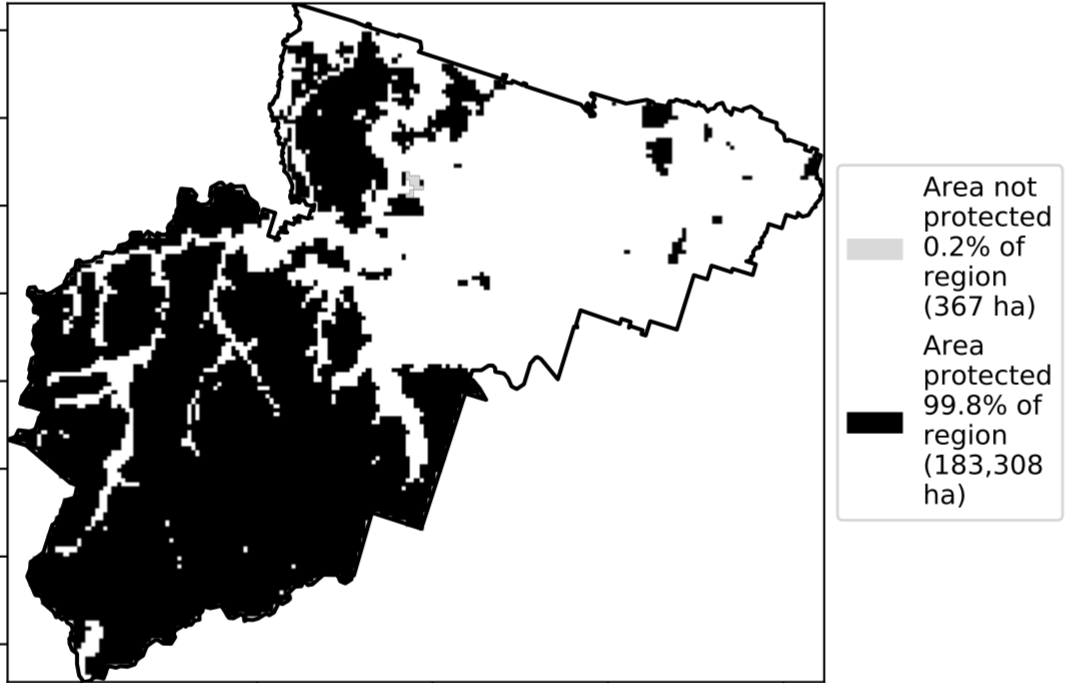 Area not
protected
0.2% of
region
(367 ha)
Area
protected
99.8% of
region
(183,308
ha)